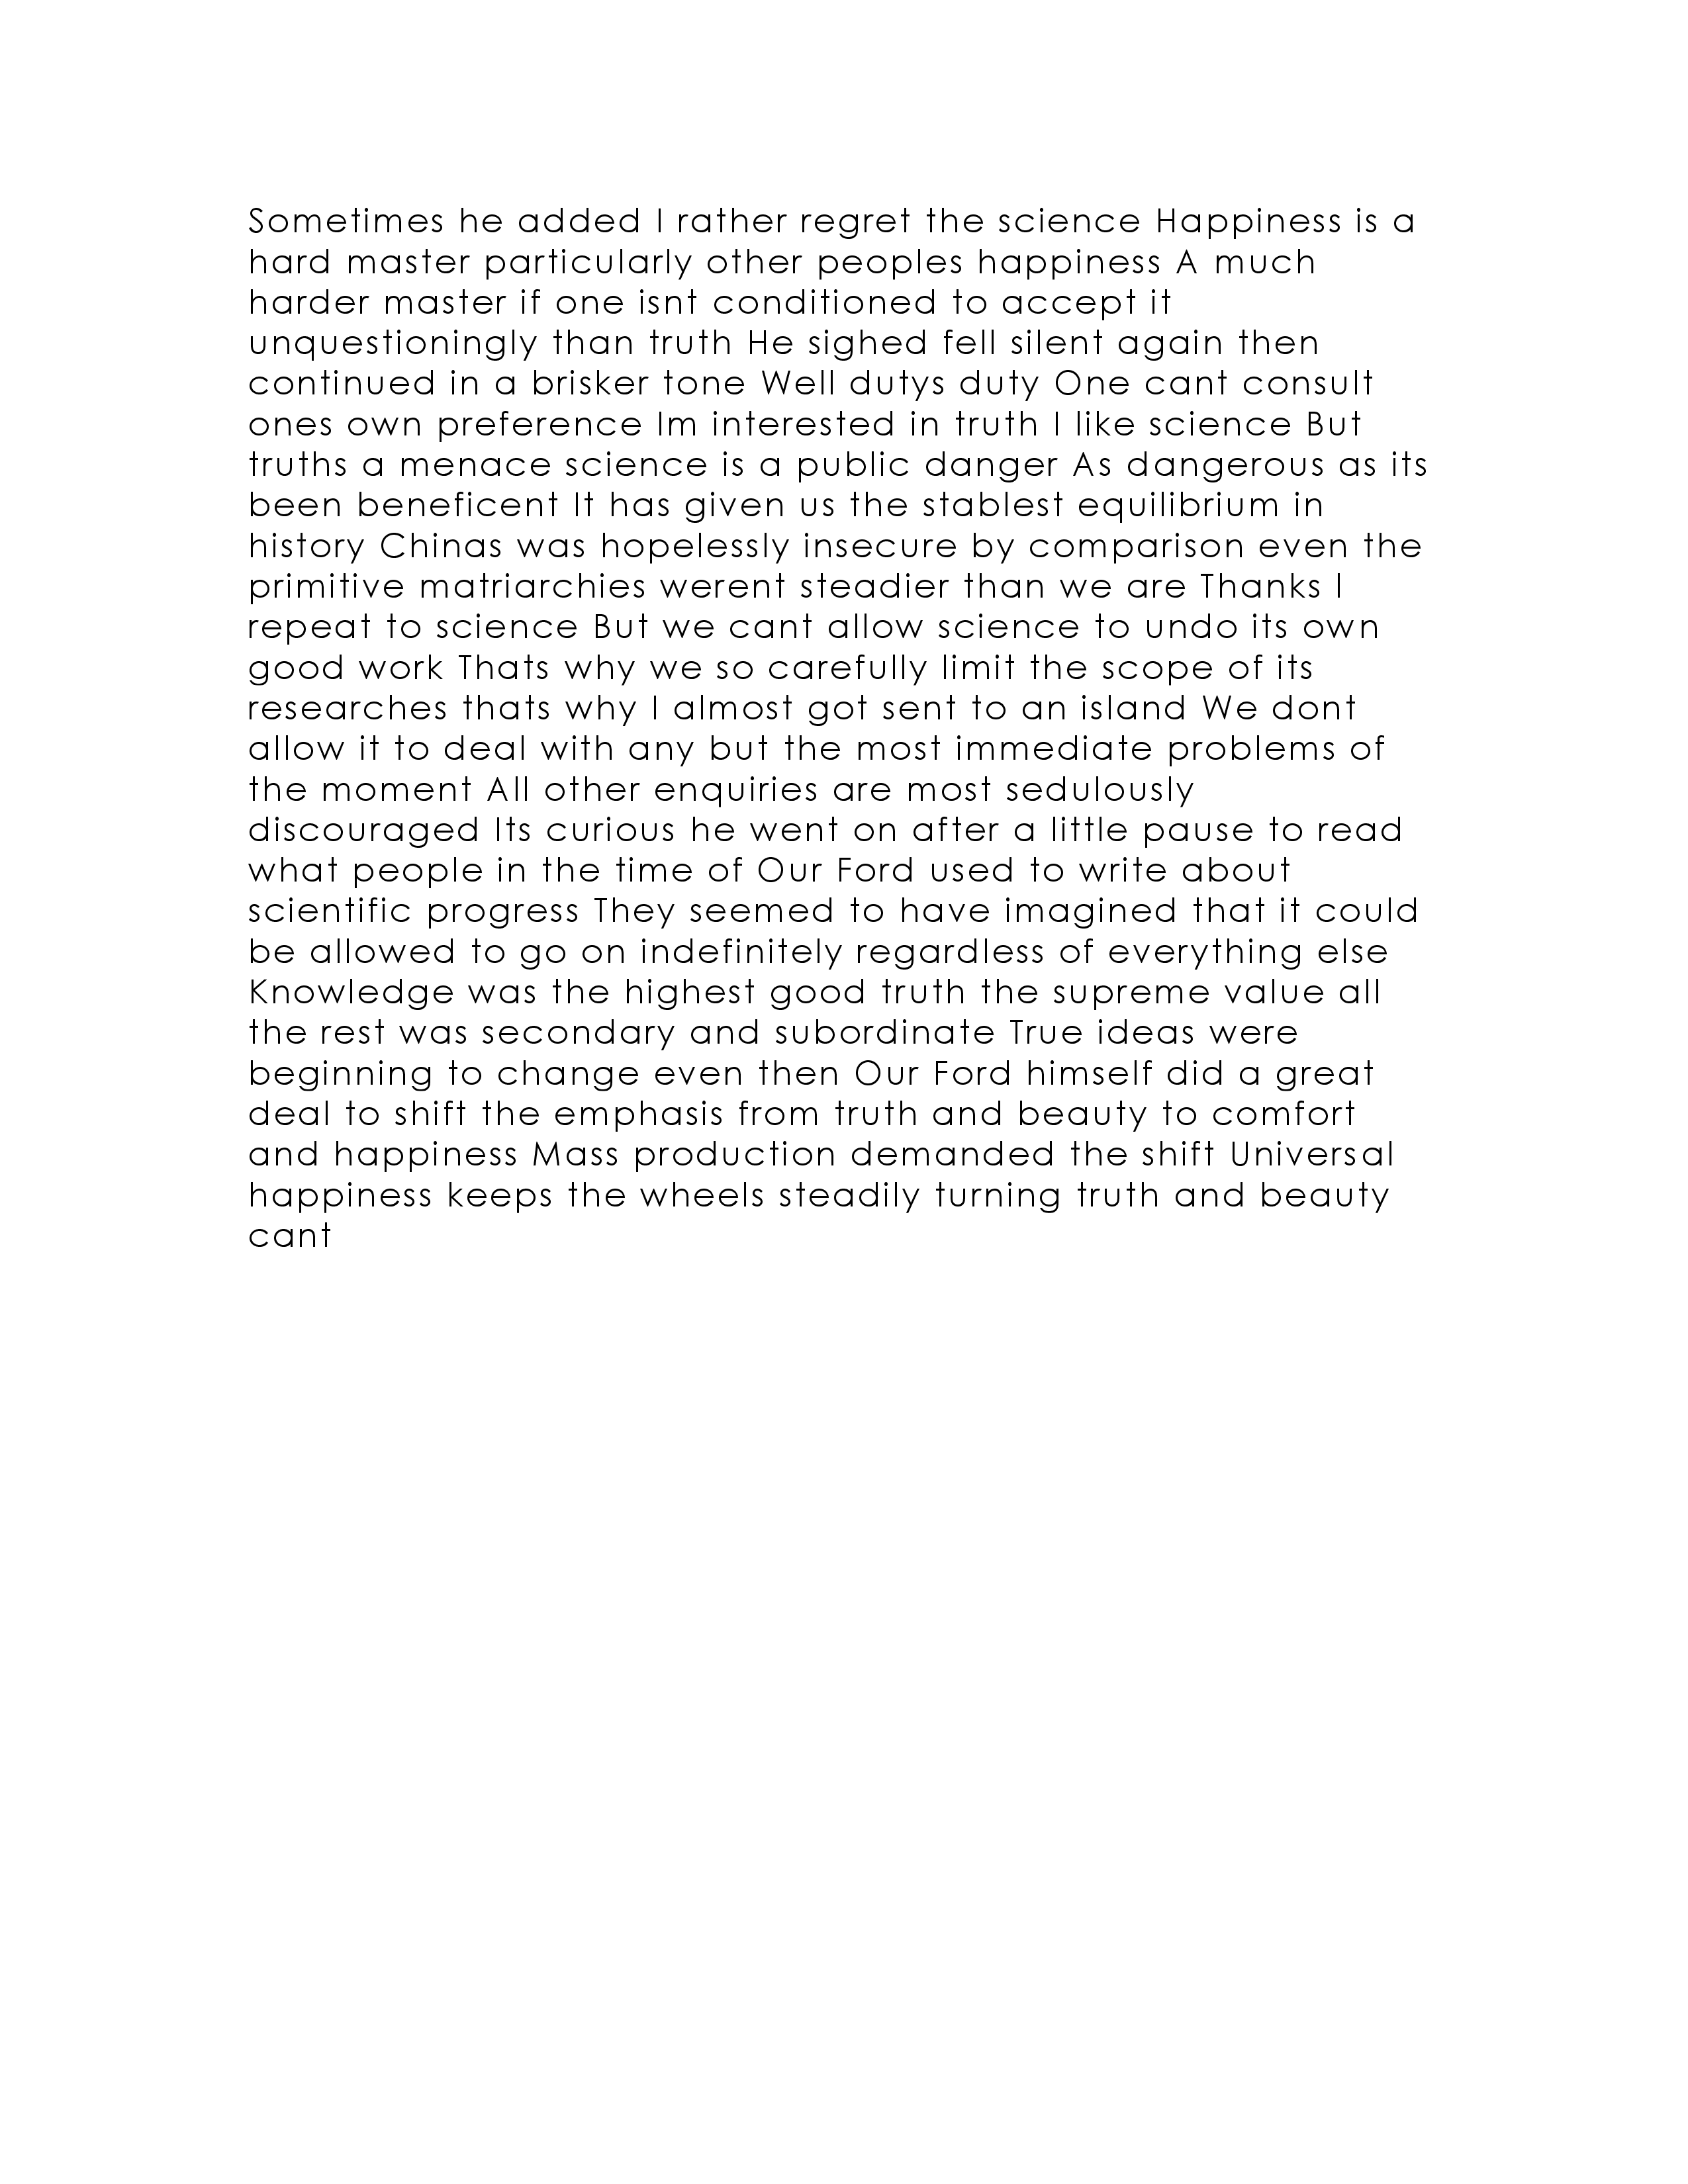 Sometimes he added I rather regret the science Happiness is a
hard master particularly other peoples happiness A much
harder master if one isnt conditioned to accept it
unquestioningly than truth He sighed fell silent again then
continued in a brisker tone Well dutys duty One cant consult
ones own preference Im interested in truth I like science But
truths a menace science is a public danger As dangerous as its
been beneficent It has given us the stablest equilibrium in
history Chinas was hopelessly insecure by comparison even the
primitive matriarchies werent steadier than we are Thanks I
repeat to science But we cant allow science to undo its own
good work Thats why we so carefully limit the scope of its
researches thats why I almost got sent to an island We dont
allow it to deal with any but the most immediate problems of
the moment All other enquiries are most sedulously
discouraged Its curious he went on after a little pause to read
what people in the time of Our Ford used to write about
scientific progress They seemed to have imagined that it could
be allowed to go on indefinitely regardless of everything else
Knowledge was the highest good truth the supreme value all
the rest was secondary and subordinate True ideas were
beginning to change even then Our Ford himself did a great
deal to shift the emphasis from truth and beauty to comfort
and happiness Mass production demanded the shift Universal
happiness keeps the wheels steadily turning truth and beauty
cant